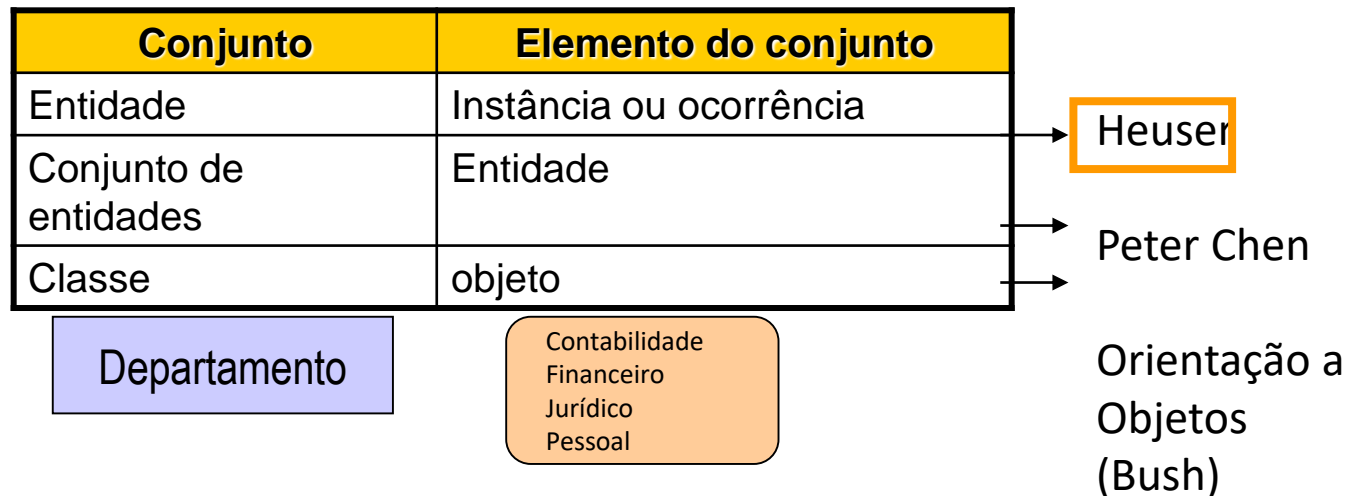 Conjunto Elemento do conjunto
Entidade Instância ou ocorrência
Heuser
Conjunto de Entidade
entidades
Peter Chen
Classe objeto
Departamento
Contabilidade
Financeiro
Jurídico
Pessoal
Orientação a
Objetos
(Bush)